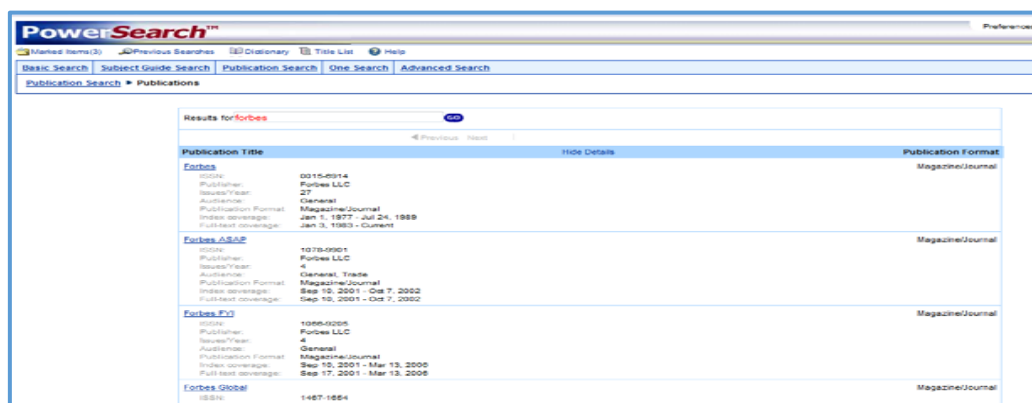 PowerSearch™
Preferences
Marked Items(3) Previous Searches Dictionary Title List Help
Basic Search Subject Guide Search Publication Search One Search Advanced Search
Publication Search ▶ Publications
Results for:forbes GO
Previous Next
Publication Title Hide Details Publication Format
Forbes Magazine/Journal
ISSN: 0015-6914
Publisher: Forbes LLC
Issues/Year: 27
Audience: General
Publication Format: Magazine/Journal
Index coverage: Jan 1, 1977 - Jul 24, 1989
Full-text coverage: Jan 3, 1983 - Current
Forbes ASAP Magazine/Journal
ISSN: 1078-9901
Publisher: Forbes LLC
Issues/Year: 4
Audience: General, Trade
Publication Format: Magazine/Journal
Index coverage: Sep 10, 2001 - Oct 7, 2002
Full-text coverage: Sep 10, 2001 - Oct 7, 2002
Forbes FYI Magazine/Journal
ISSN: 1086-9205
Publisher: Forbes LLC
Issues/Year: 4
Audience: General
Publication Format: Magazine/Journal
Index coverage: Sep 10, 2001 - Mar 13, 2006
Full-text coverage: Sep 17, 2001 - Mar 13, 2006
Forbes Global Magazine/Journal
ISSN: 1467-1654